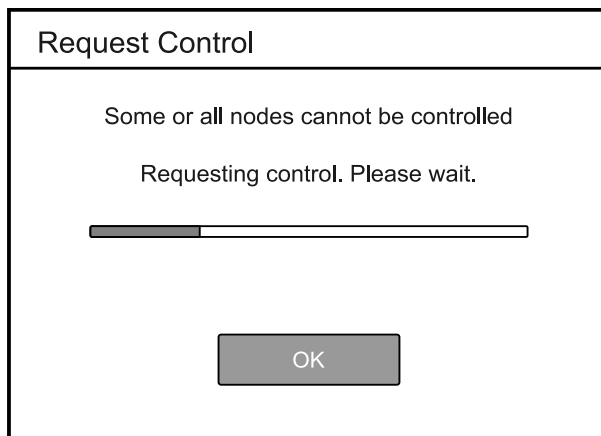 Request Control
Some or all nodes cannot be controlled
Requesting control. Please wait.
OK